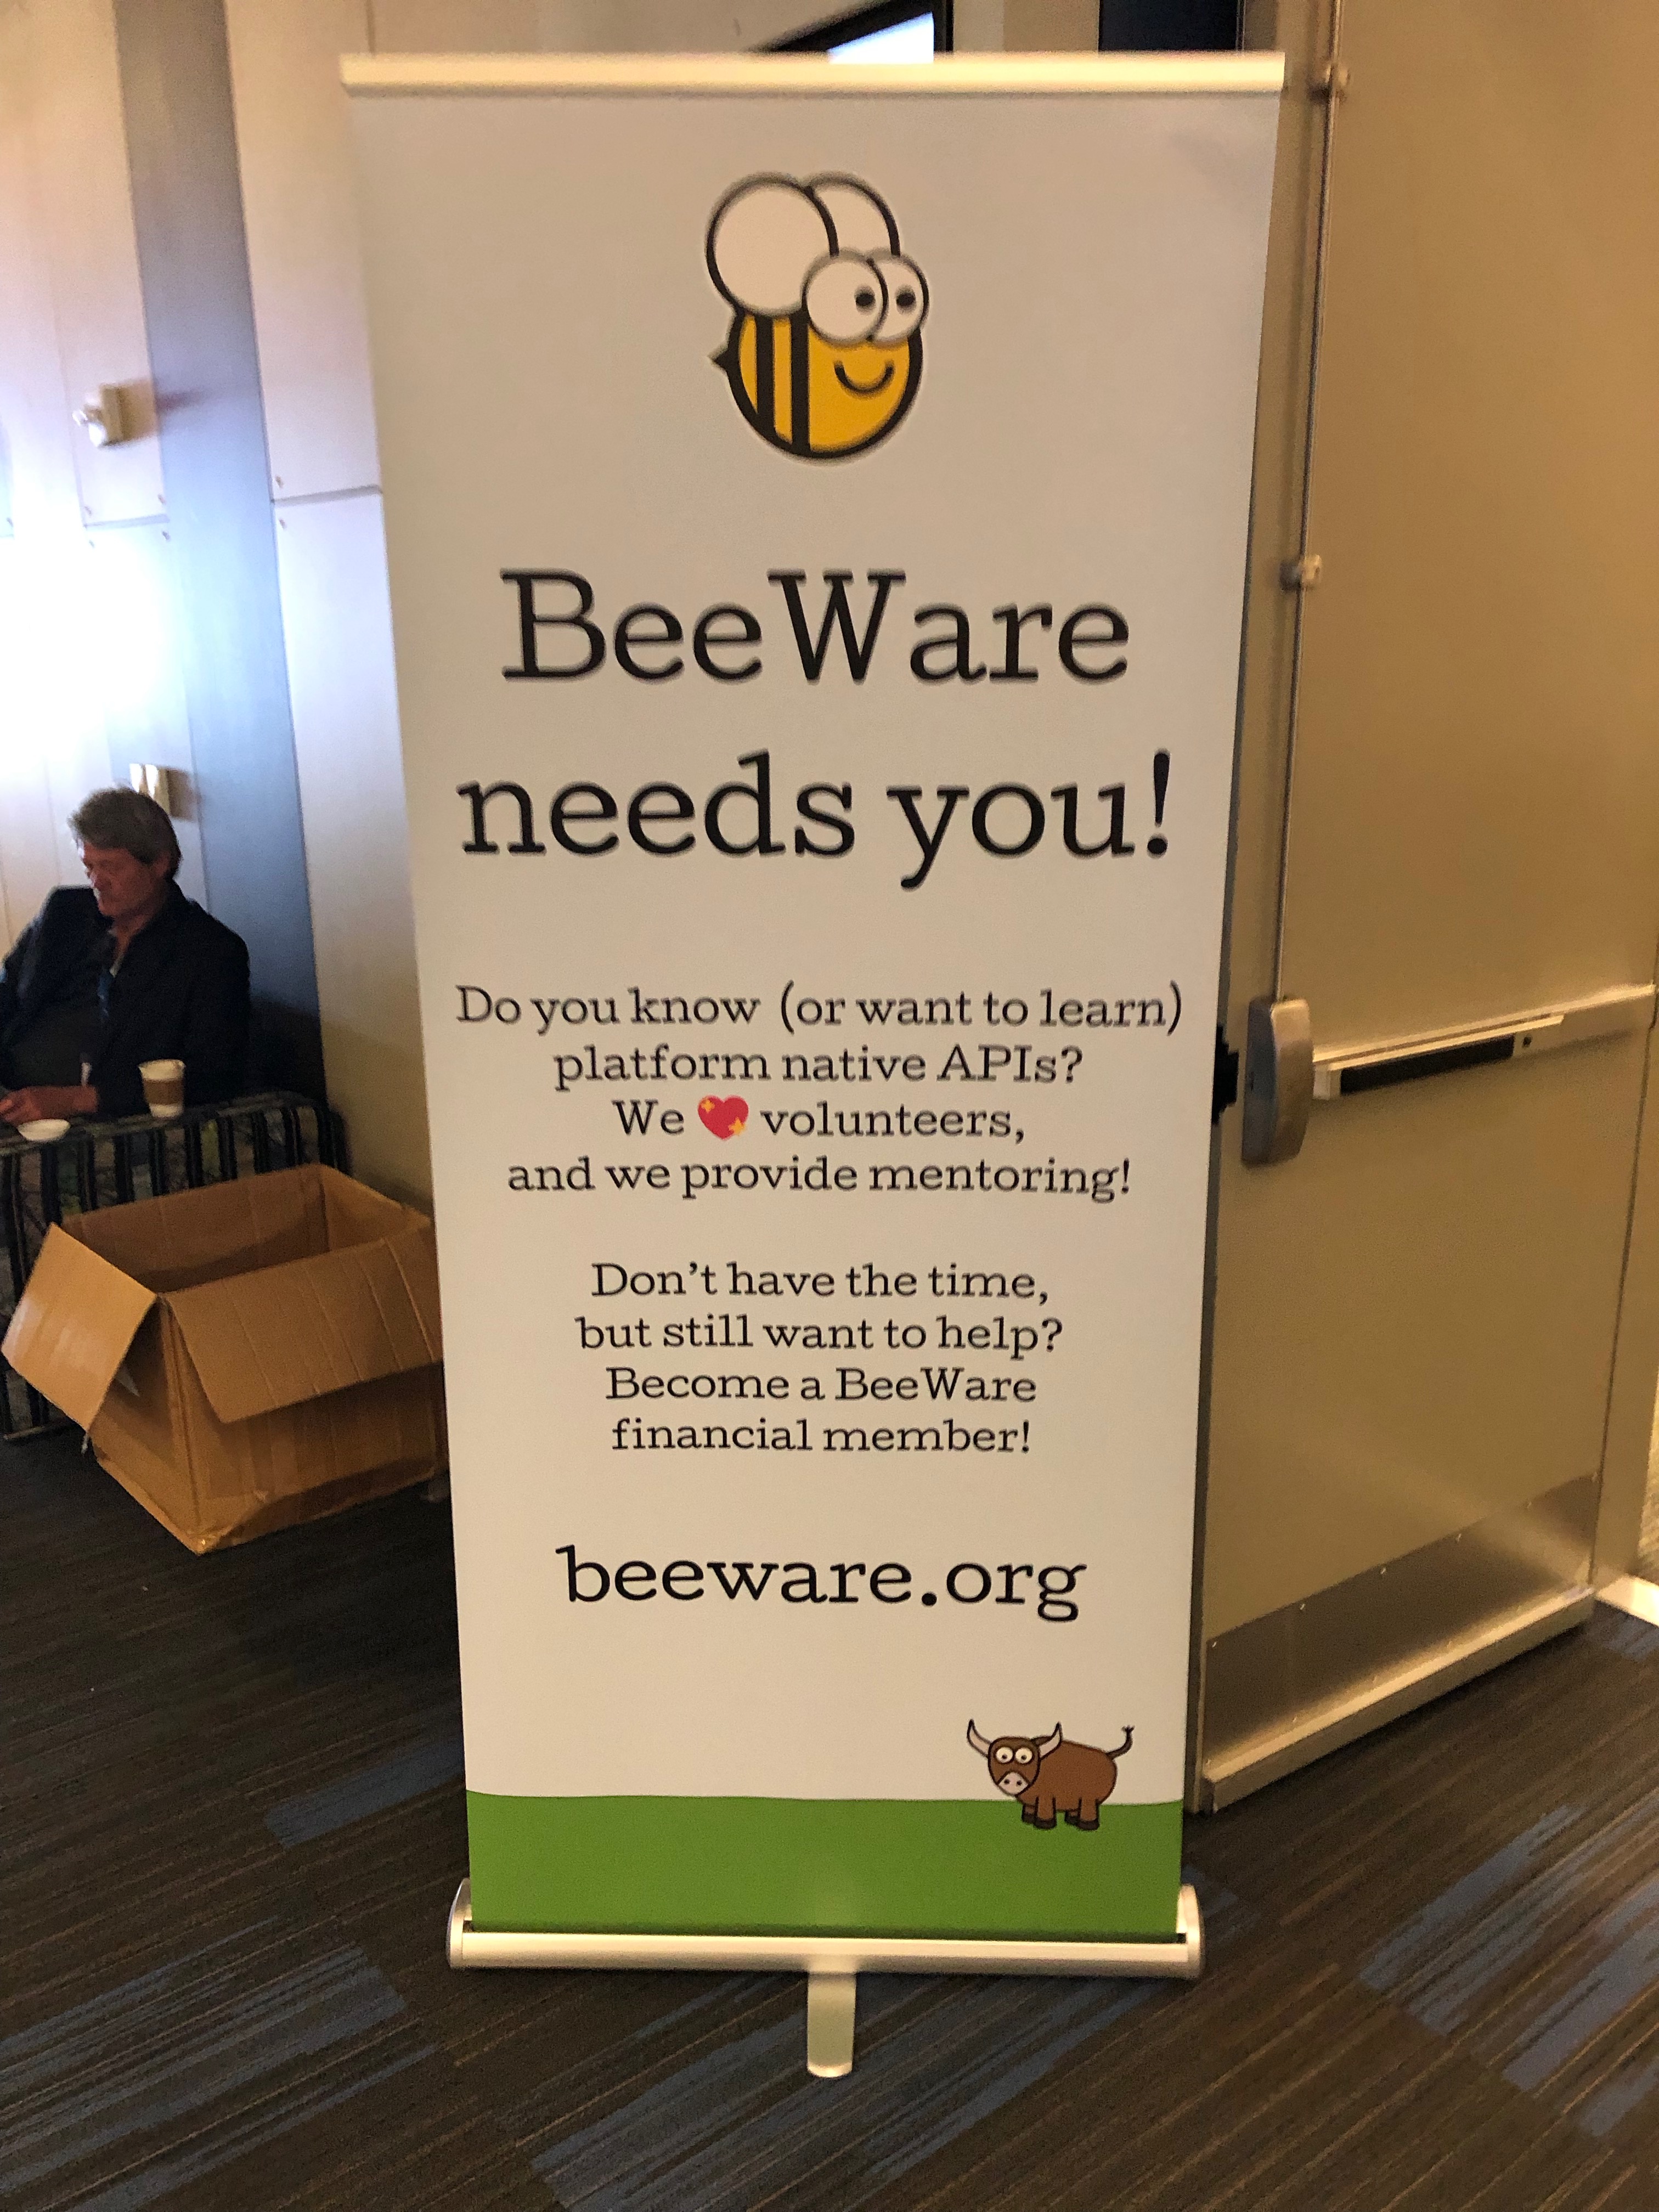 BeeWare
needs you!
Do you know (or want to learn)
platform native APIs?
We 💖 volunteers,
and we provide mentoring!
Don't have the time,
but still want to help?
Become a BeeWare
financial member!
beeware.org